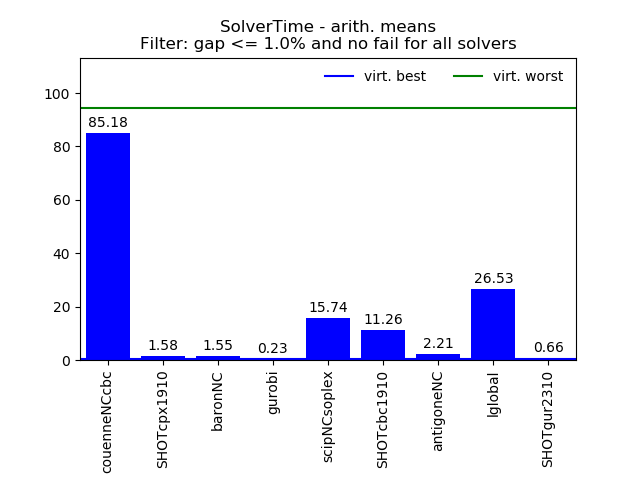 SolverTime - arith. means
Filter: gap <= 1.0% and no fail for all solvers
virt. best
virt. worst
100
80
60
40
20
0
85.18
1.58
1.55
0.23
15.74
11.26
2.21
26.53
0.66
couenneNCcbc
SHOTcpx1910
baronNC
gurobi
scipNCsoplex
SHOTcbc1910
antigoneNC
lglobal
SHOTgur2310